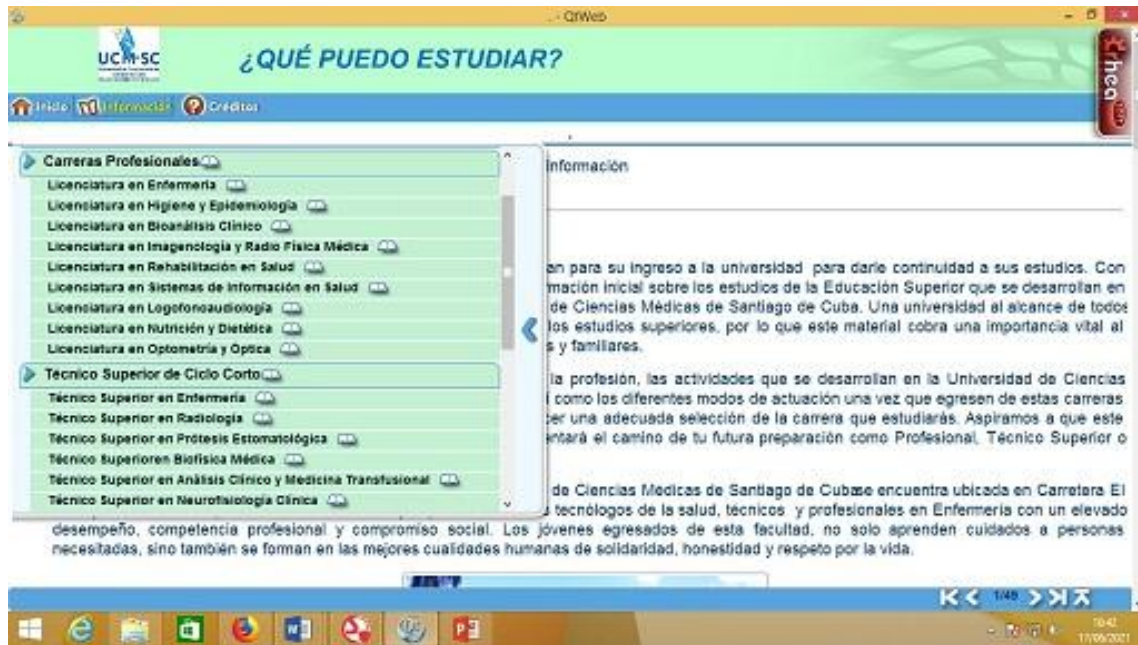 .. - QtWeb
UCM-SC
¿QUÉ PUEDO ESTUDIAR?
rhea
Inicio Información Créditos
Carreras Profesionales
Licenciatura en Enfermería
Licenciatura en Higiene y Epidemiología
Licenciatura en Bioanálisis Clínico
Licenciatura en Imagenología y Radio Física Médica
Licenciatura en Rehabilitación en Salud
Licenciatura en Sistemas de Información en Salud
Licenciatura en Logofonoaudiología
Licenciatura en Nutrición y Dietética
Licenciatura en Optometría y Óptica
Técnico Superior de Ciclo Corto
Técnico Superior en Enfermería
Técnico Superior en Radiología
Técnico Superior en Prótesis Estomatológica
Técnico Superioren Biofísica Médica
Técnico Superior en Análisis Clínico y Medicina Transfusional
Técnico Superior en Neurofisiología Clínica
información
an para su ingreso a la universidad para darle continuidad a sus estudios. Con
mación inicial sobre los estudios de la Educación Superior que se desarrollan en
de Ciencias Médicas de Santiago de Cuba. Una universidad al alcance de todos
los estudios superiores, por lo que este material cobra una importancia vital al
s y familiares.
la profesión, las actividades que se desarrollan en la Universidad de Ciencias
í como los diferentes modos de actuación una vez que egresen de estas carreras
cer una adecuada selección de la carrera que estudiarás. Aspiramos a que este
entará el camino de tu futura preparación como Profesional, Técnico Superior o
de Ciencias Médicas de Santiago de Cubase encuentra ubicada en Carretera El
s tecnólogos de la salud, técnicos y profesionales en Enfermería con un elevado
desempeño, competencia profesional y compromiso social. Los jóvenes egresados de esta facultad, no solo aprenden cuidados a personas
necesitadas, sino también se forman en las mejores cualidades humanas de solidaridad, honestidad y respeto por la vida.
1/48
18:42
17/06/2021